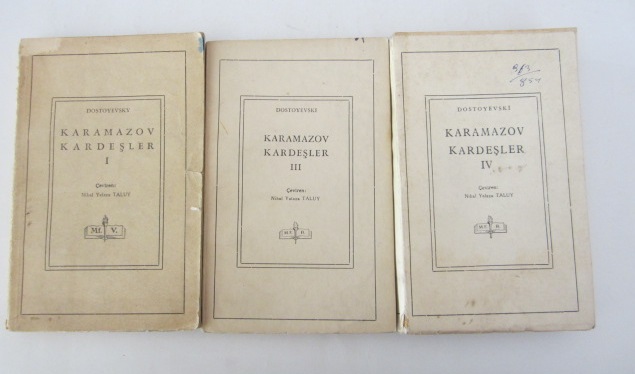 DOSTOYEVSKİ
KARAMAZOV
KARDEŞLER
I
Çeviren:
Nihal Yalaza TALUY
M. V.
DOSTOYEVSKİ
KARAMAZOV
KARDEŞLER
III
Çeviren:
Nihal Yalaza TALUY
DOSTOYEVSKİ
KARAMAZOV
KARDEŞLER
IV
Çeviren:
Nihal Yalaza TALUY